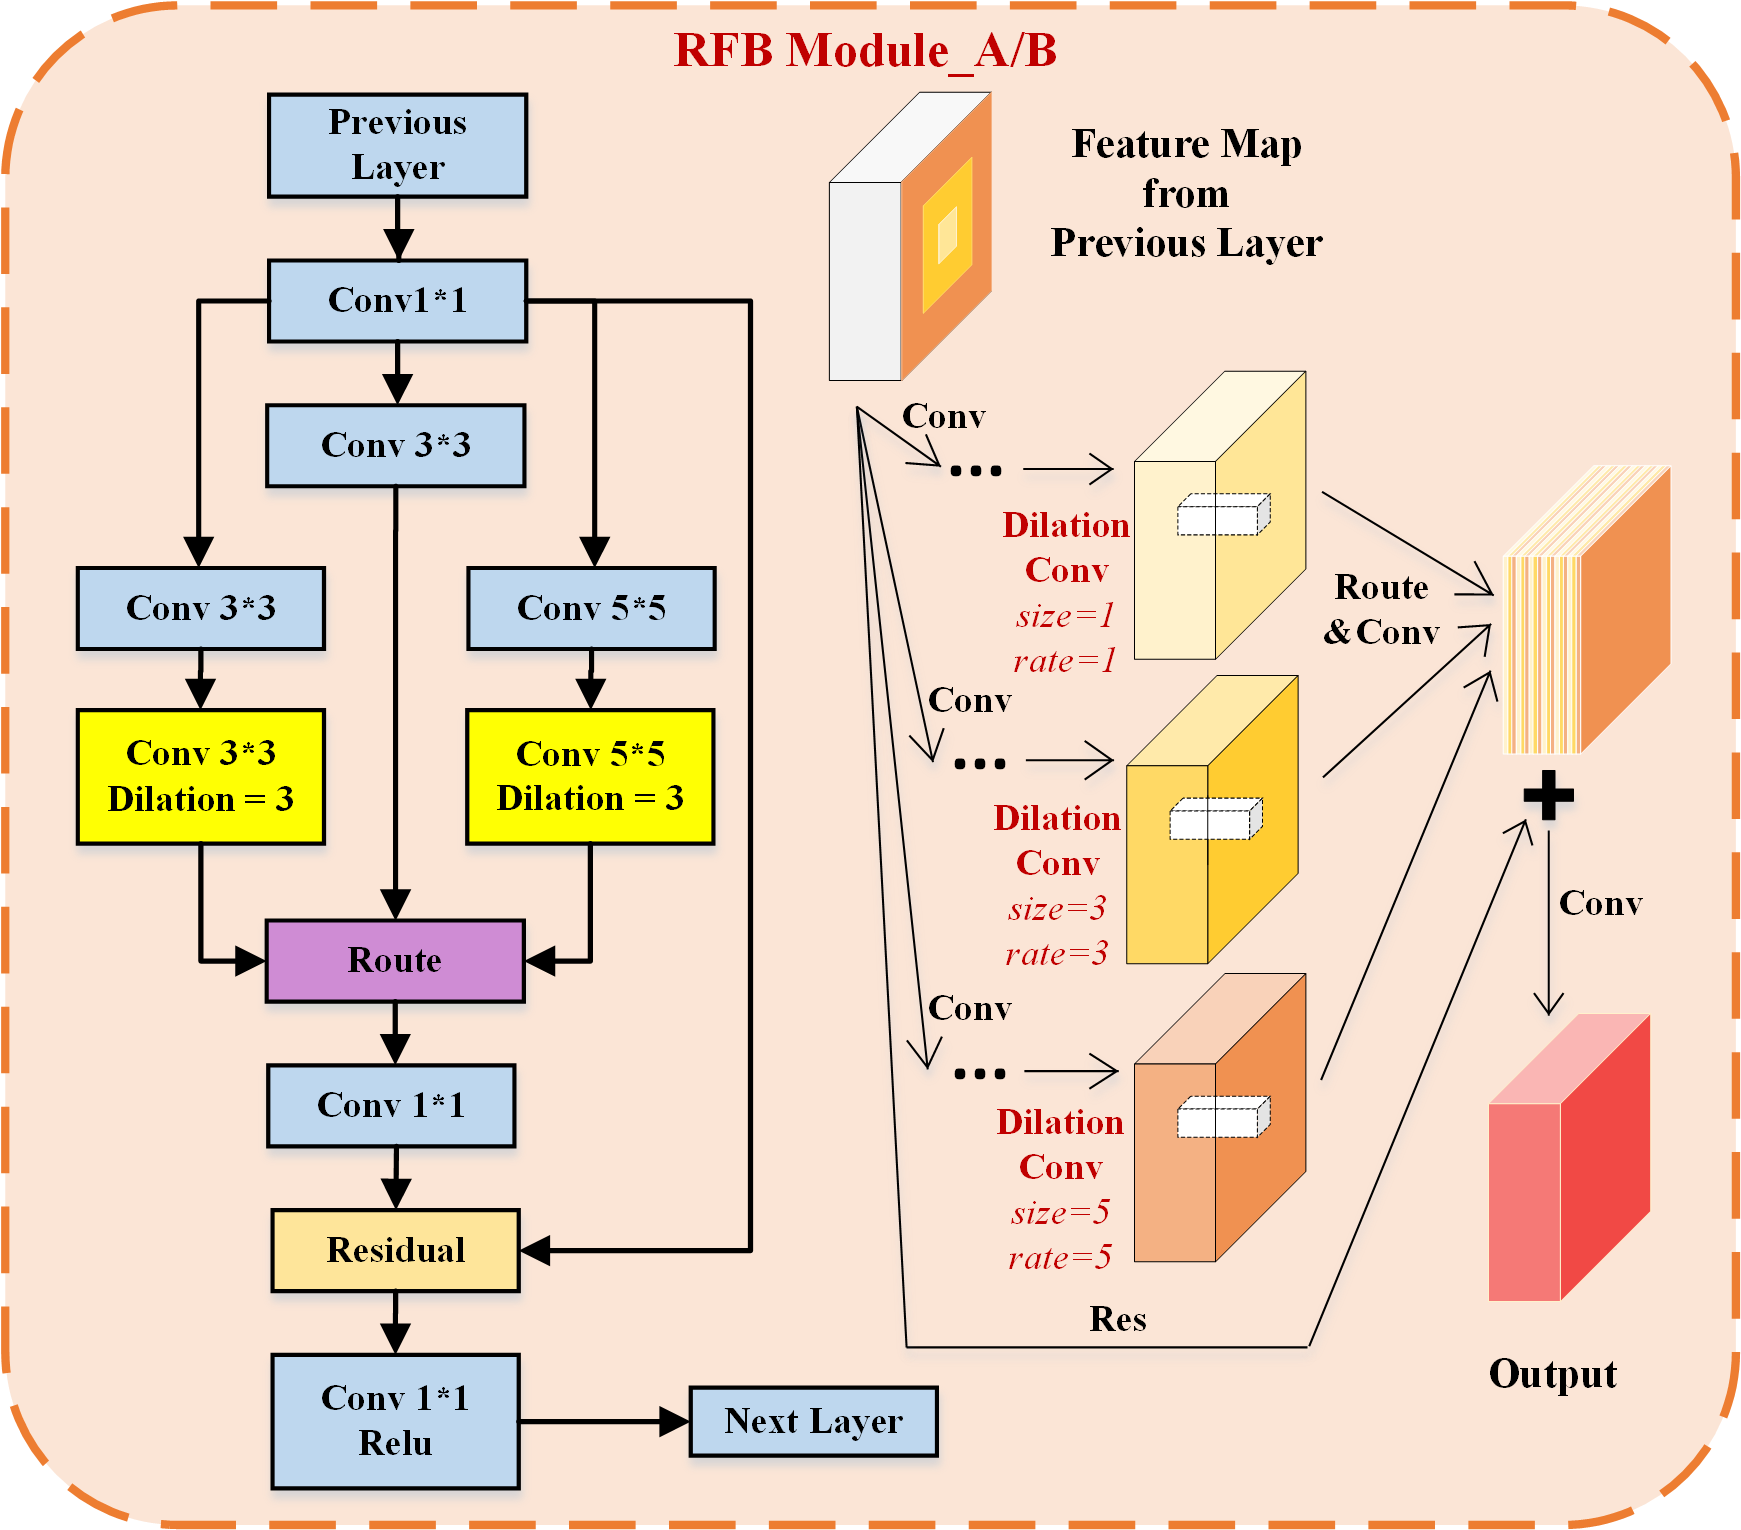 RFB Module_A/B
Previous
Layer
Conv1*1
Conv 3*3
Conv 3*3
Conv 5*5
Conv 3*3
Dilation = 3
Conv 5*5
Dilation = 3
Route
Conv 1*1
Residual
Conv 1*1
Relu
Next Layer
Feature Map
from
Previous Layer
Conv
...
Dilation
Conv
size=1
rate=1
Conv
...
Dilation
Conv
size=3
rate=3
Conv
...
Dilation
Conv
size=5
rate=5
Res
Route
&Conv
+
Conv
Output